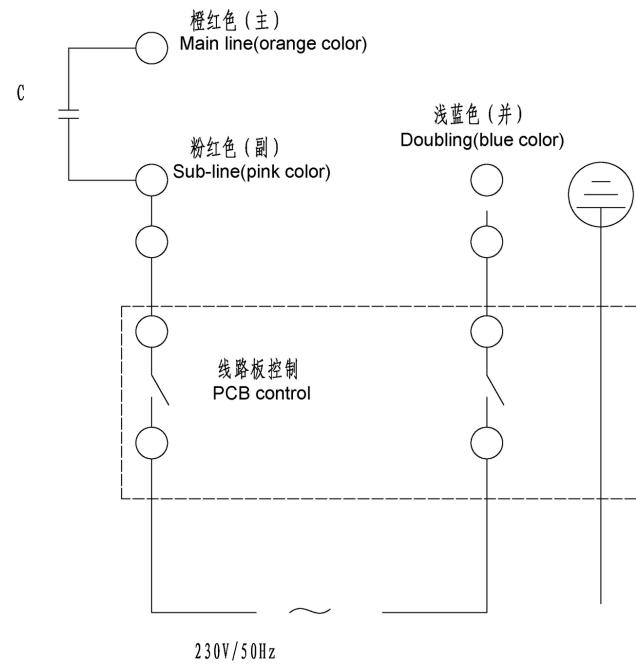 橙红色（主）
Main line(orange color)
C
浅蓝色（并）
Doubling(blue color)
粉红色（副）
Sub-line(pink color)
线路板控制
PCB control
230V/50Hz